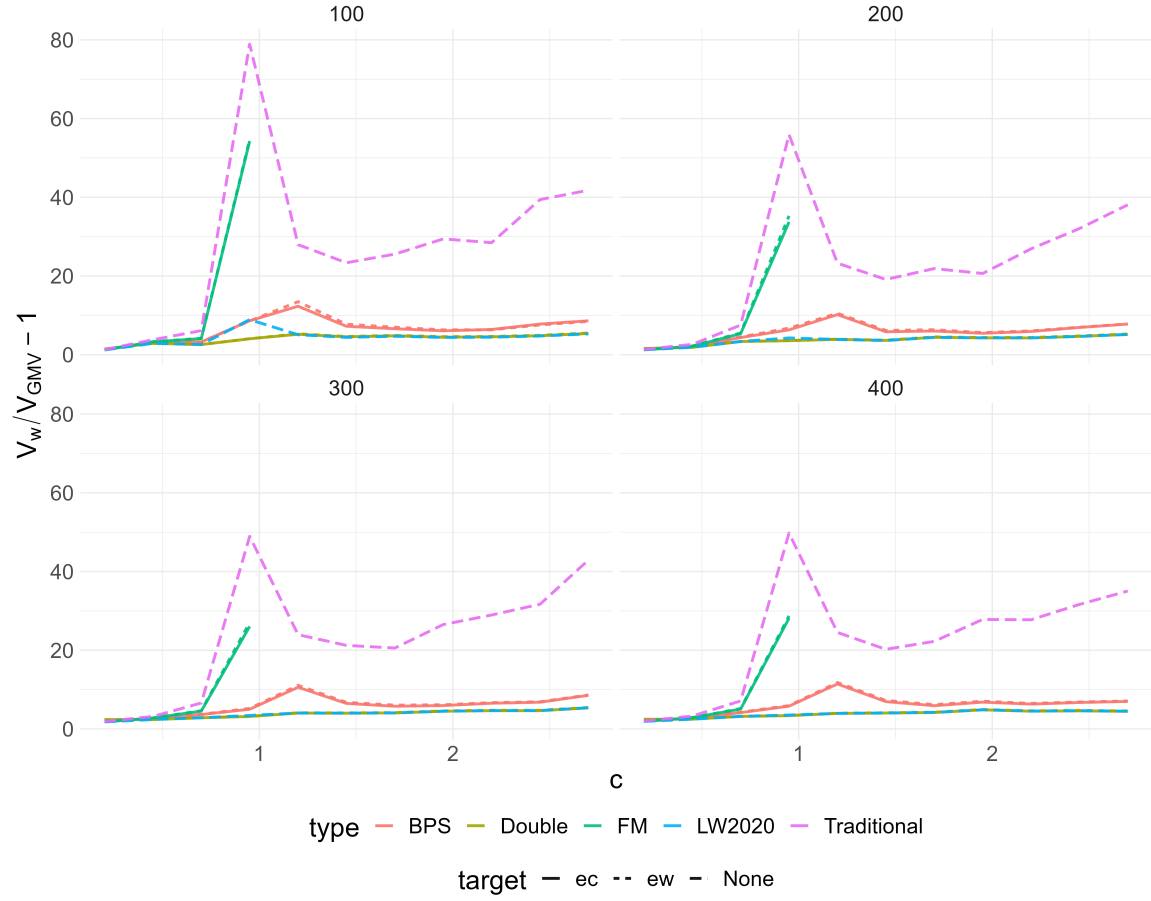 100 200
80
60
40
20
0
300 400
80
60
40
20
0
V_w/V_GMV − 1
1 2 1 2
c
type BPS Double FM LW2020 Traditional
target ec ew None